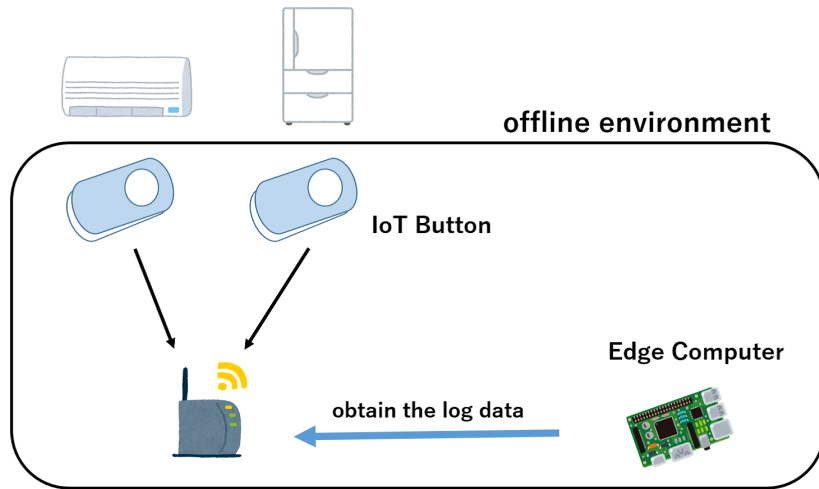 offline environment
IoT Button
Edge Computer
obtain the log data